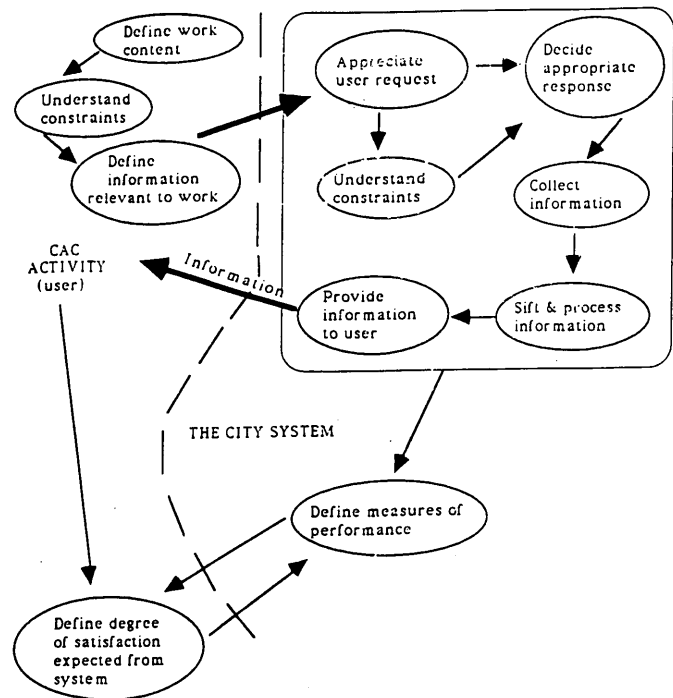 Define work
content
Understand
constraints
Define
information
relevant to work
CAC
ACTIVITY
(user)
Appreciate
user request
Decide
appropriate
response
Understand
constraints
Collect
information
Information
Provide
information
to user
Sift & process
information
THE CITY SYSTEM
Define measures of
performance
Define degree
of satisfaction
expected from
system